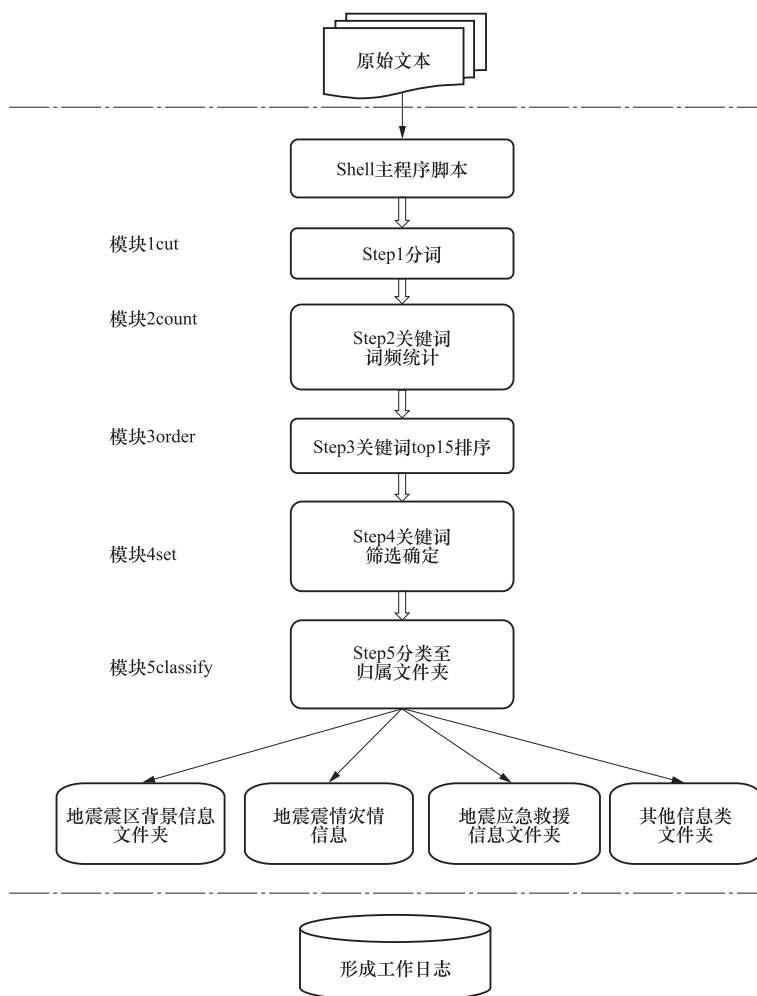 原始文本
Shell主程序脚本
模块1cut
Step1分词
模块2count
Step2关键词
词频统计
模块3order
Step3关键词top15排序
模块4set
Step4关键词
筛选确定
模块5classify
Step5分类至
归属文件夹
地震震区背景信息
文件夹
地震震情灾情
信息
地震应急救援
信息文件夹
其他信息类
文件夹
形成工作日志